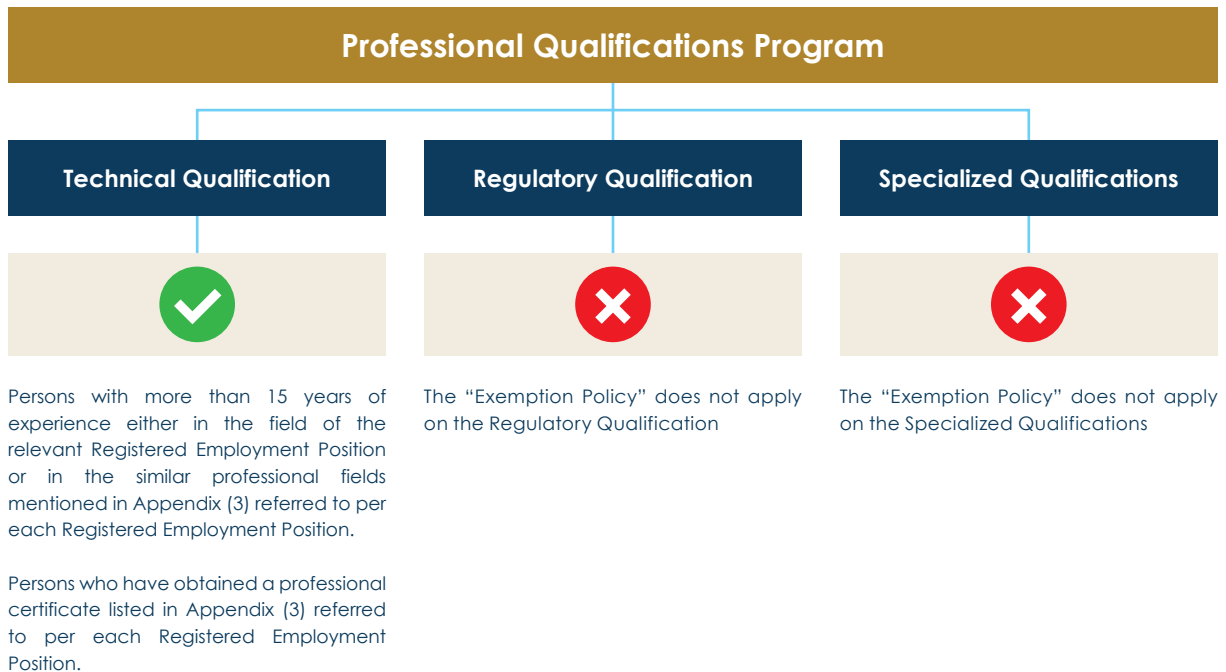 Professional Qualifications Program
Technical Qualification
Persons with more than 15 years of
experience either in the field of the
relevant Registered Employment Position
or in the similar professional fields
mentioned in Appendix (3) referred to per
each Registered Employment Position.
Persons who have obtained a professional
certificate listed in Appendix (3) referred
to per each Registered Employment
Position.
Regulatory Qualification
The “Exemption Policy” does not apply
on the Regulatory Qualification
Specialized Qualifications
The “Exemption Policy” does not apply
on the Specialized Qualifications